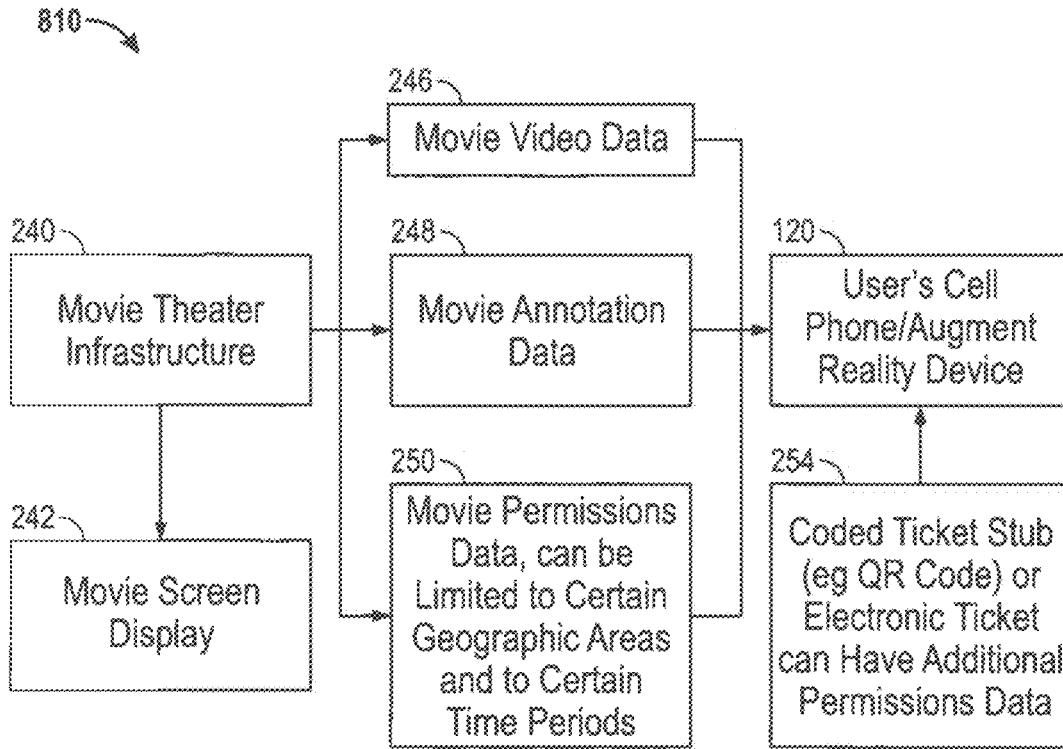 810
246
Movie Video Data
240
Movie Theater
Infrastructure
248
Movie Annotation
Data
120
User's Cell
Phone/Augment
Reality Device
242
Movie Screen
Display
250
Movie Permissions
Data, can be
Limited to Certain
Geographic Areas
and to Certain
Time Periods
254
Coded Ticket Stub
(eg QR Code) or
Electronic Ticket
can Have Additional
Permissions Data